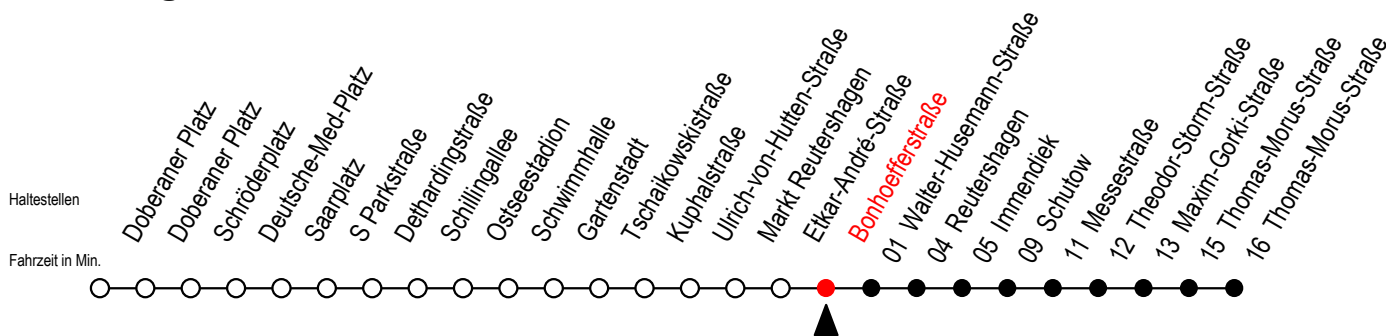 Haltestellen
Doberaner Platz
Doberaner Platz
Schröderplatz
Deutsche-Med-Platz
Saarplatz
S Parkstraße
Dethardingstraße
Schillingallee
Ostseestadion
Schwimmhalle
Gartenstadt
Tschaikowskistraße
Kuphalstraße
Ulrich-von-Hutten-Straße
Markt Reutershagen
Etkar-André-Straße
Bonhoefferstraße
01 Walter-Husemann-Straße
04 Reutershagen
05 Immendiek
09 Schutow
11 Messestraße
12 Theodor-Storm-Straße
13 Maxim-Gorki-Straße
15 Thomas-Morus-Straße
16 Thomas-Morus-Straße
Fahrzeit in Min.